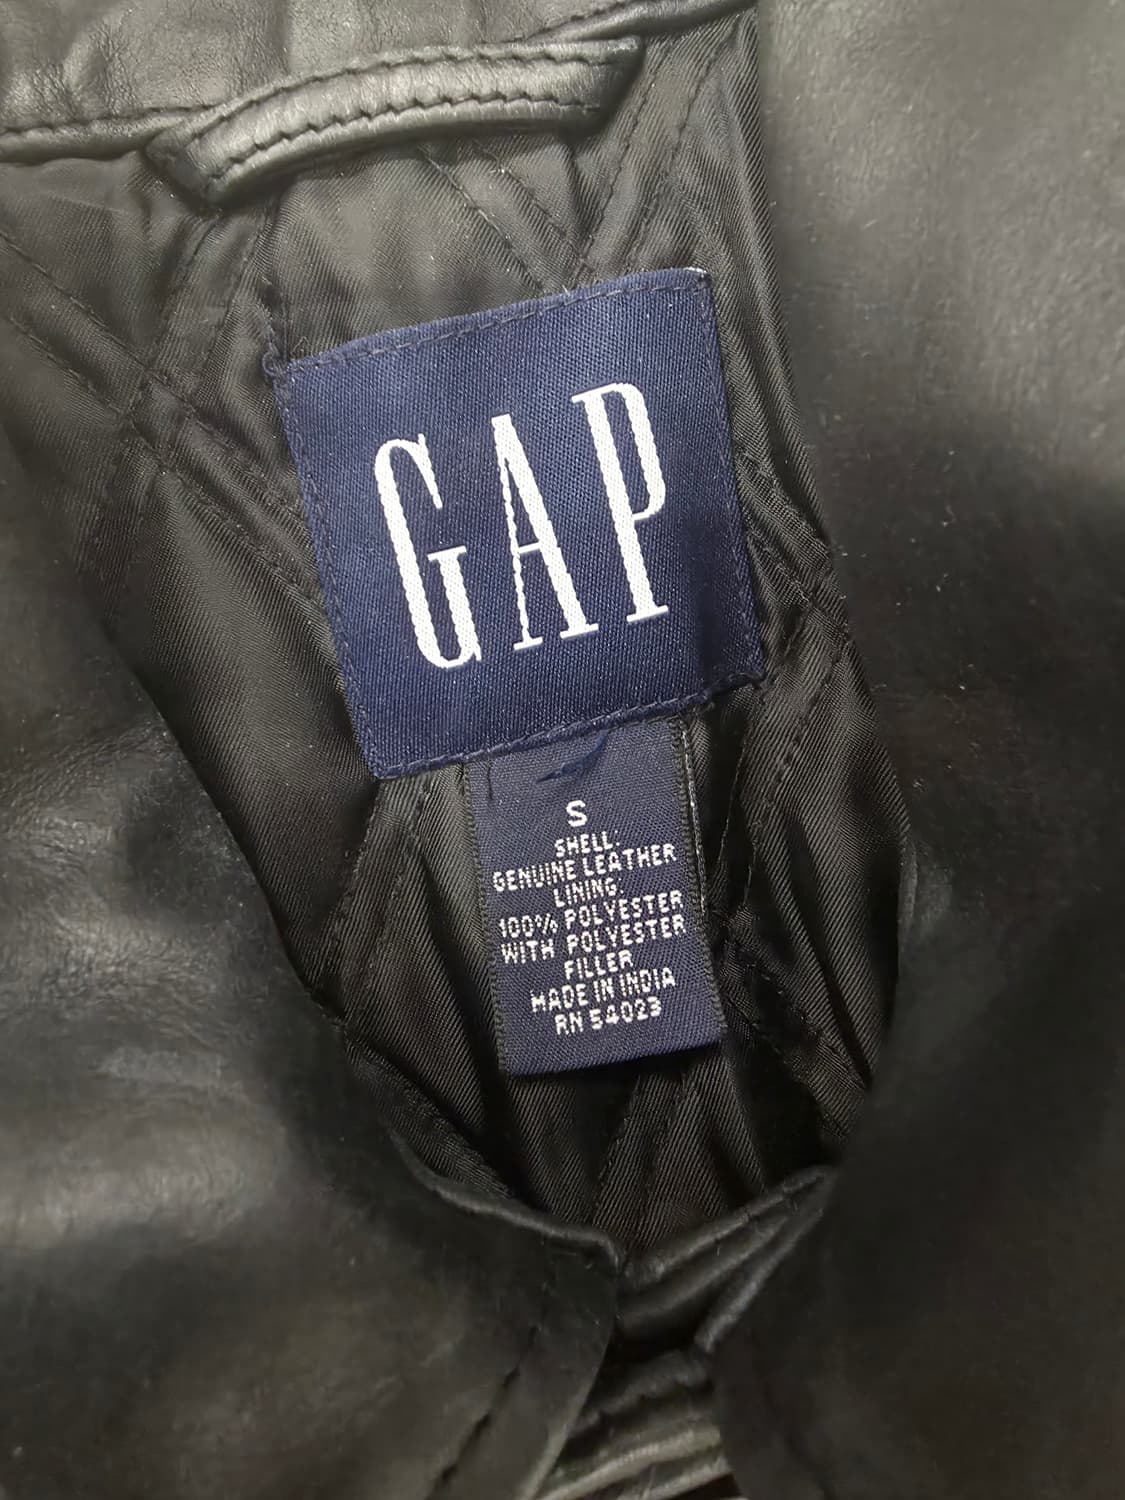 GAP
S
SHELL:
GENUINE LEATHER
LINING:
100% POLYESTER
WITH POLYESTER
FILLER
MADE IN INDIA
RN 54023